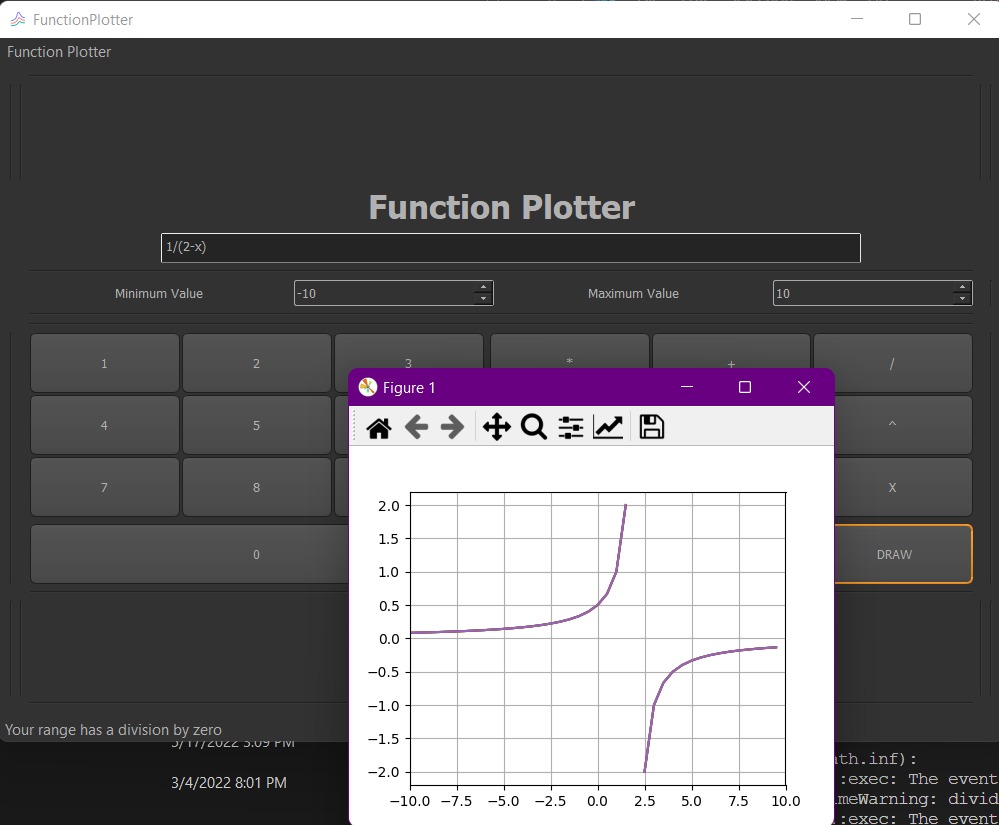 FunctionPlotter
Function Plotter
Function Plotter
1/(2-x)
Minimum Value
-10
Maximum Value
10
1
2
3
*
+
/
4
5
^
7
8
X
0
DRAW
Figure 1
2.0
1.5
1.0
0.5
0.0
−0.5
−1.0
−1.5
−2.0
−10.0 −7.5 −5.0 −2.5 0.0 2.5 5.0 7.5 10.0
Your range has a division by zero
5/17/2022 3:09 PM
3/4/2022 8:01 PM
ath.inf):
:exec: The event
meWarning: divid
:exec: The event